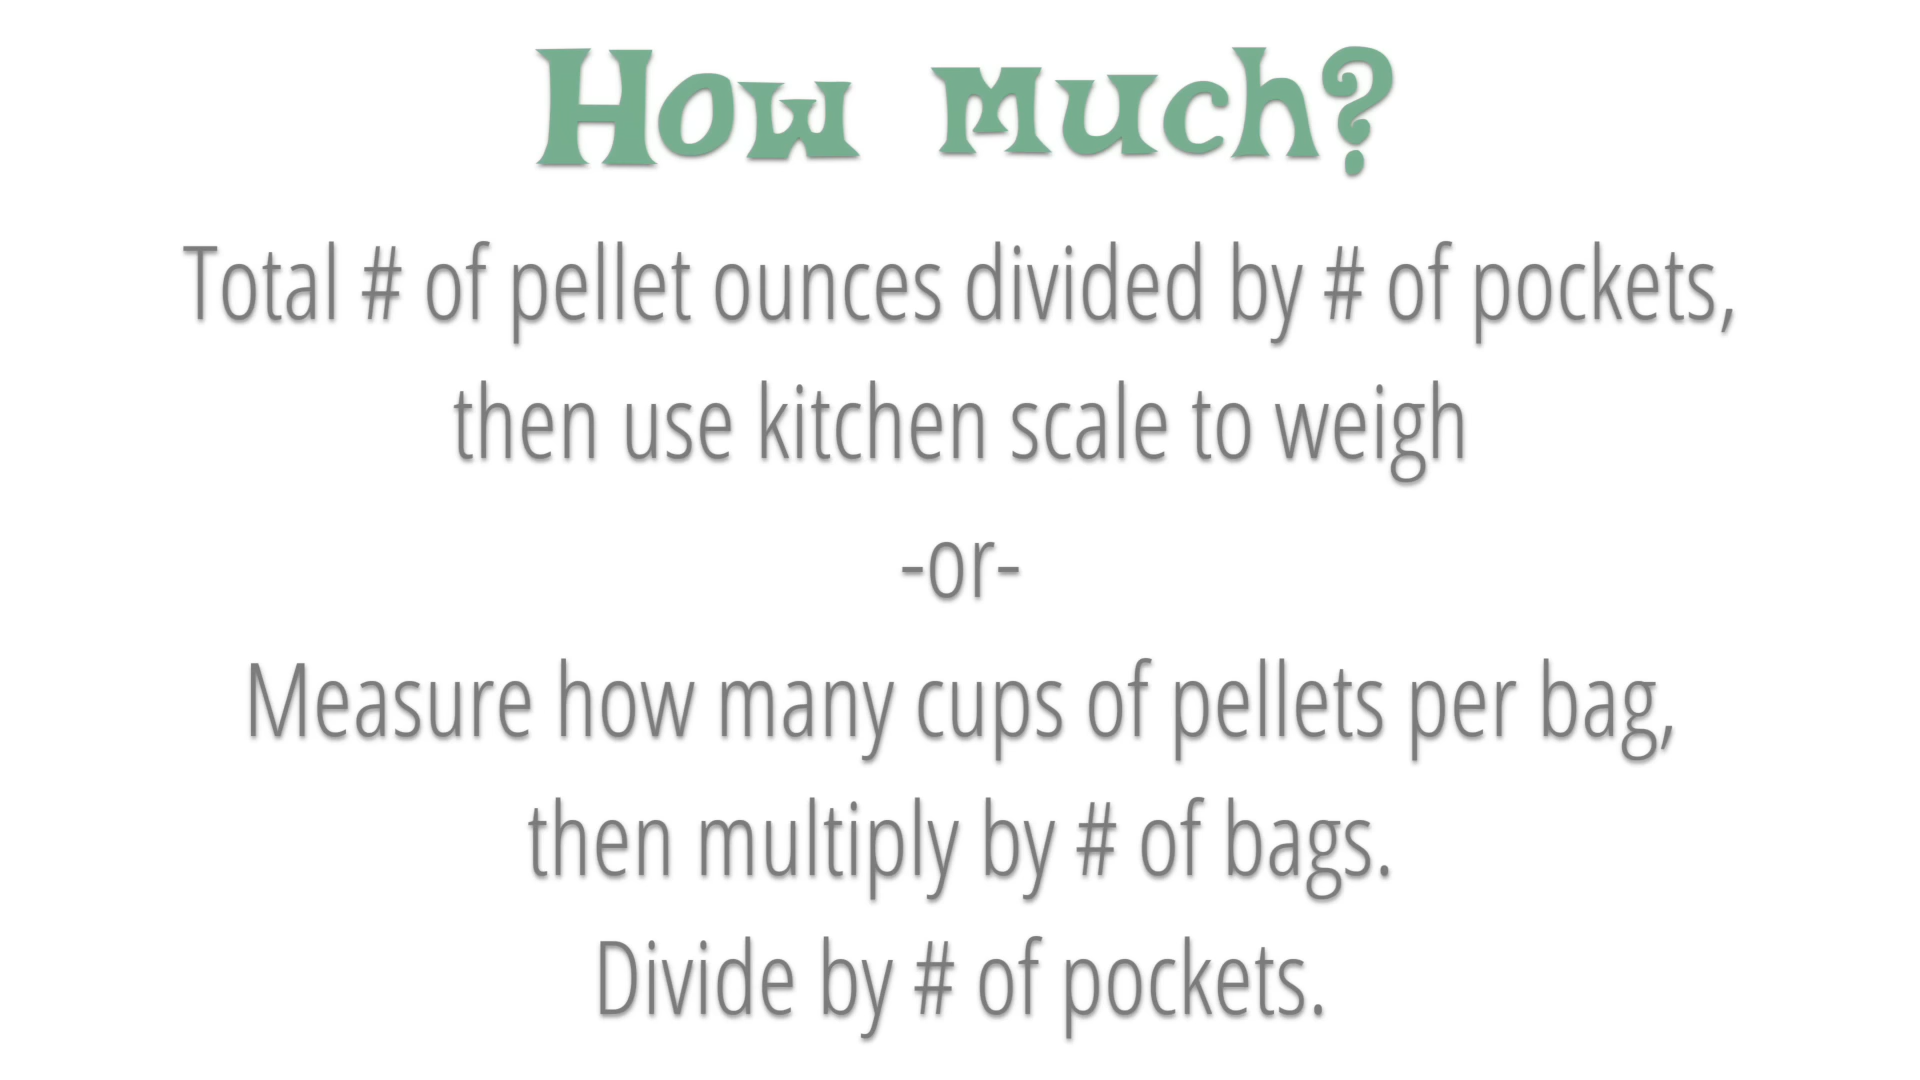 How much?
Total # of pellet ounces divided by # of pockets,
then use kitchen scale to weigh
-or-
Measure how many cups of pellets per bag,
then multiply by # of bags.
Divide by # of pockets.